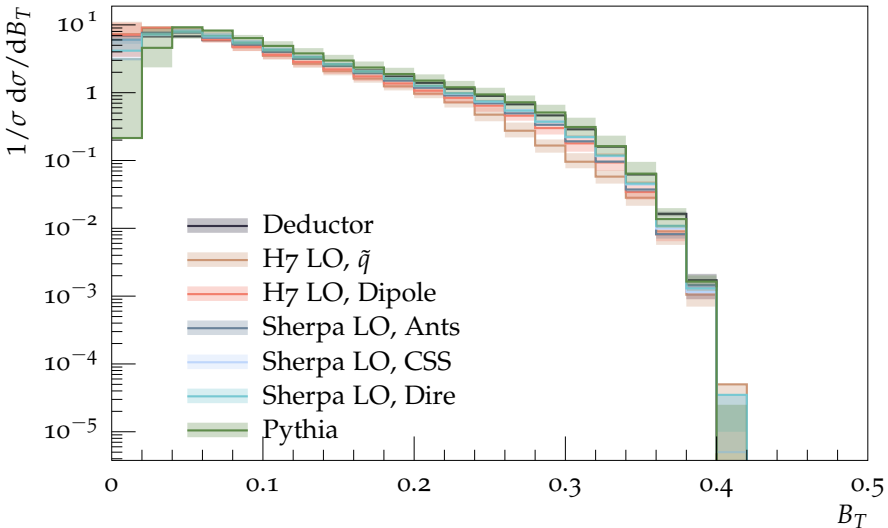 1/σ dσ/dB_T
10^1
1
10^−1
10^−2
10^−3
10^−4
10^−5
Deductor
H7 LO, q̃
H7 LO, Dipole
Sherpa LO, Ants
Sherpa LO, CSS
Sherpa LO, Dire
Pythia
0 0.1 0.2 0.3 0.4 0.5
B_T